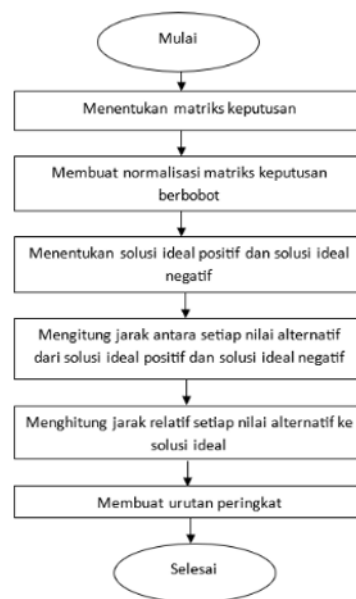 Mulai
Menentukan matriks keputusan
Membuat normalisasi matriks keputusan
berbobot
Menentukan solusi ideal positif dan solusi ideal
negatif
Mengitung jarak antara setiap nilai alternatif
dari solusi ideal positif dan solusi ideal negatif
Menghitung jarak relatif setiap nilai alternatif ke
solusi ideal
Membuat urutan peringkat
Selesai